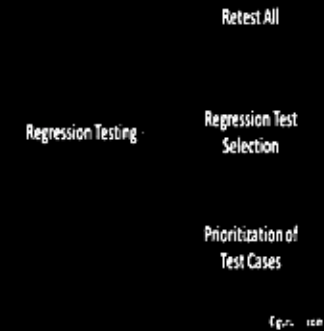 Retest All
Regression Testing
Regression Test
Selection
Prioritization of
Test Cases